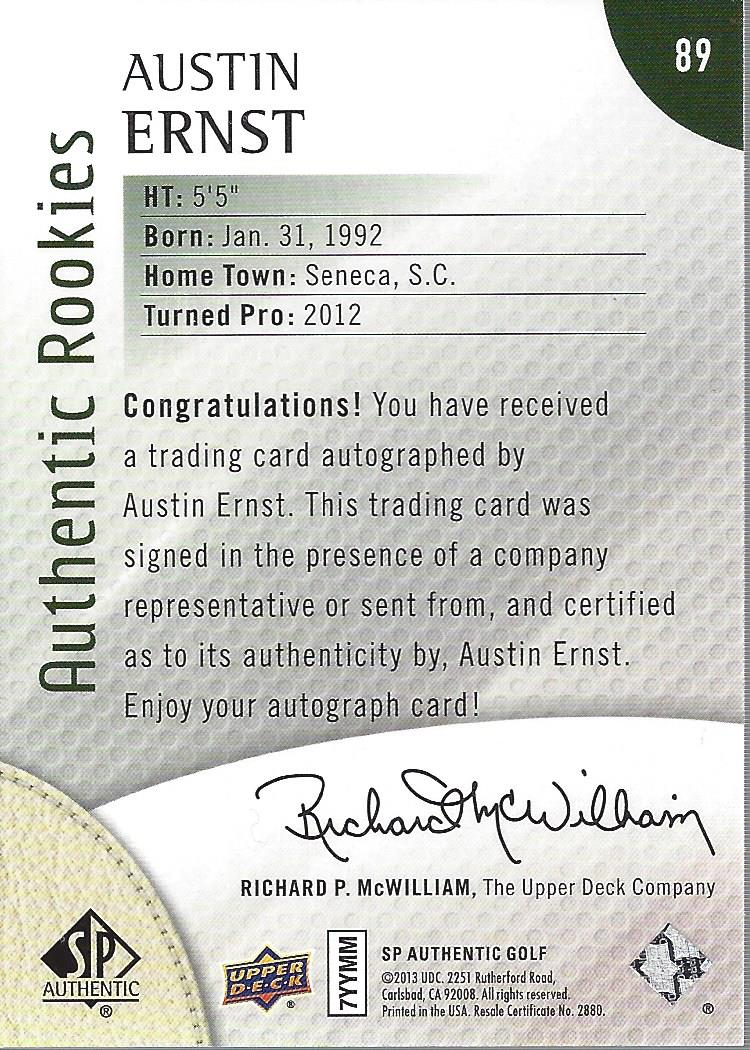 89
AUSTIN
ERNST
Authentic Rookies
HT: 5'5"
Born: Jan. 31, 1992
Home Town: Seneca, S.C.
Turned Pro: 2012
Congratulations! You have received
a trading card autographed by
Austin Ernst. This trading card was
signed in the presence of a company
representative or sent from, and certified
as to its authenticity by, Austin Ernst.
Enjoy your autograph card!
Richard McWilliam
RICHARD P. McWILLIAM, The Upper Deck Company
SP
AUTHENTIC
®
UPPER
D·E·C·K
®
7YYMM
SP AUTHENTIC GOLF
©2013 UDC. 2251 Rutherford Road,
Carlsbad, CA 92008. All rights reserved.
Printed in the USA. Resale Certificate No. 2880.
®